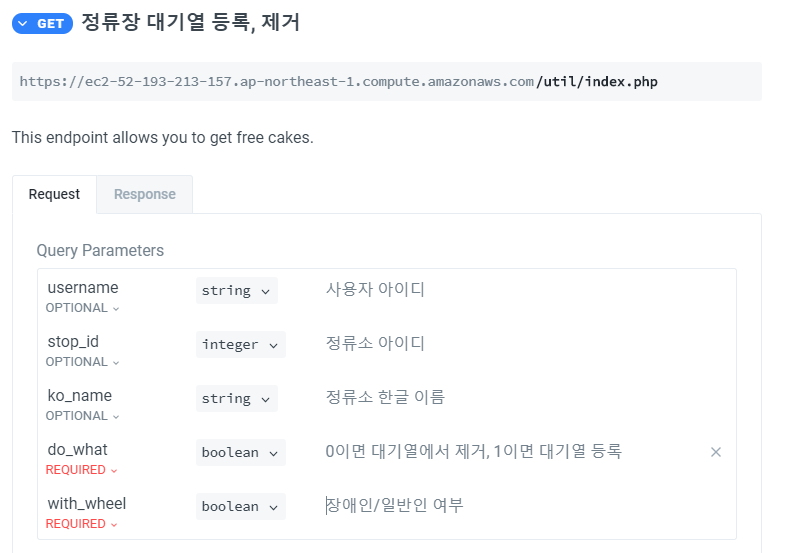 GET 정류장 대기열 등록, 제거
https://ec2-52-193-213-157.ap-northeast-1.compute.amazonaws.com/util/index.php
This endpoint allows you to get free cakes.
Request Response
Query Parameters
username string 사용자 아이디
OPTIONAL
stop_id integer 정류소 아이디
OPTIONAL
ko_name string 정류소 한글 이름
OPTIONAL
do_what boolean 0이면 대기열에서 제거, 1이면 대기열 등록
REQUIRED
with_wheel boolean 장애인/일반인 여부
REQUIRED